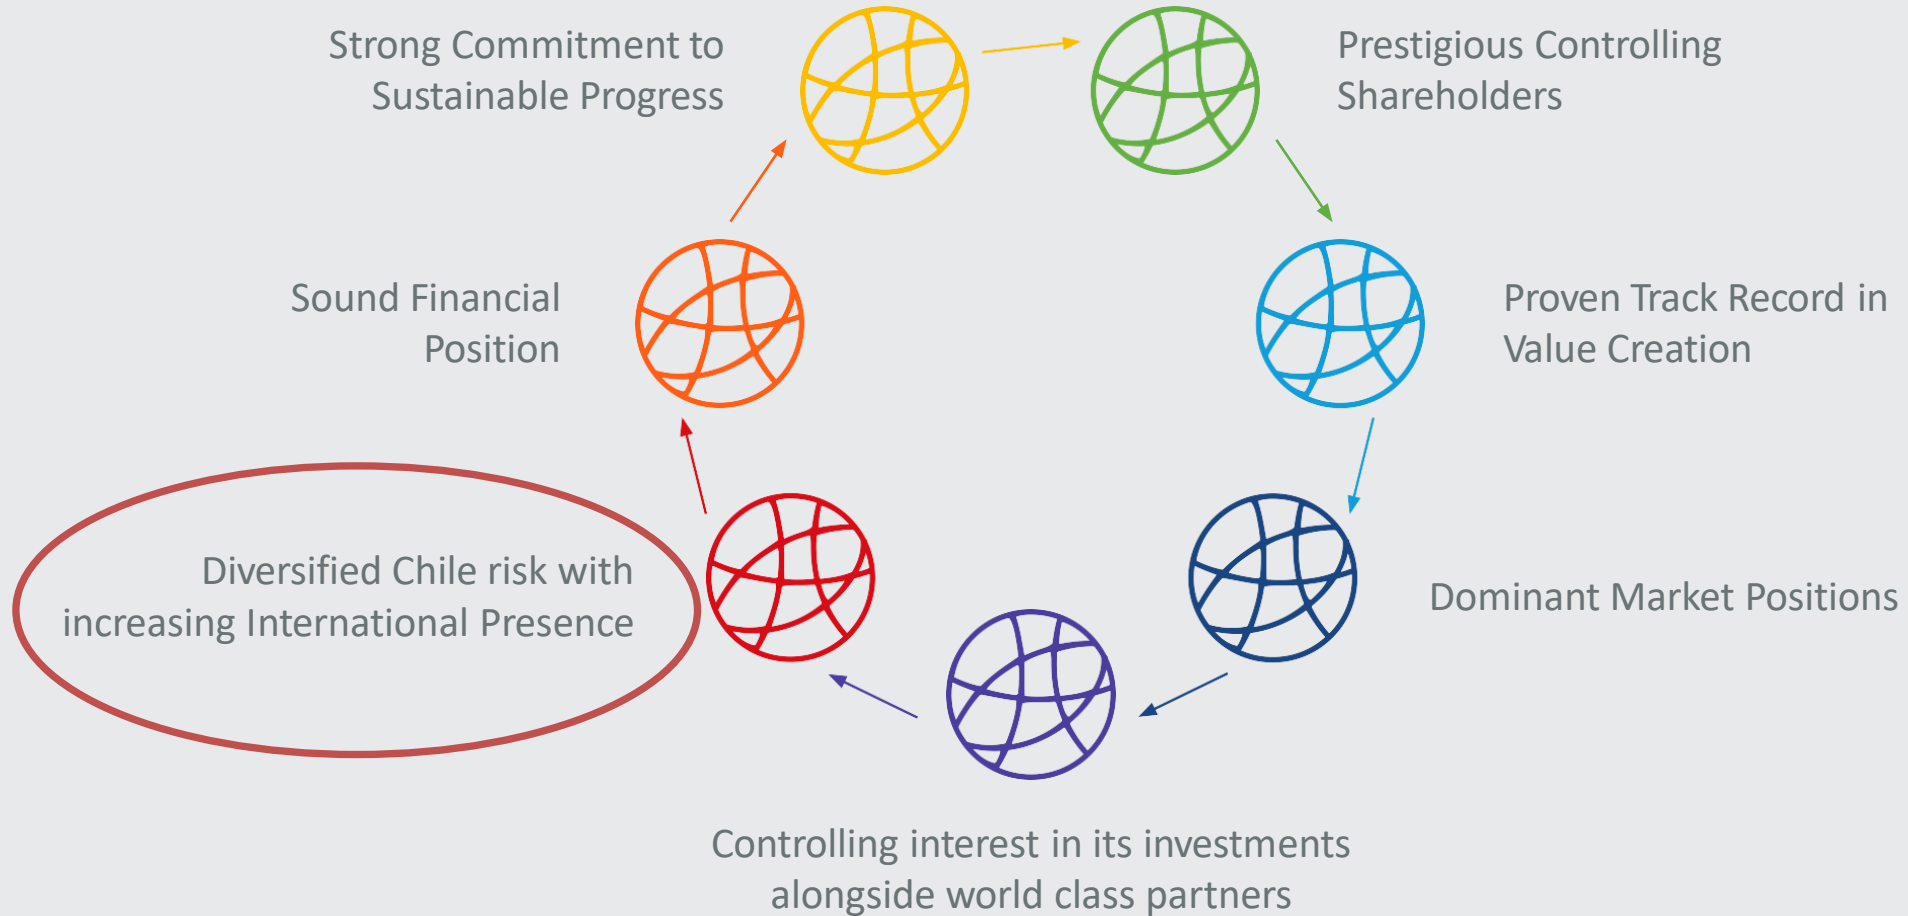 Strong Commitment to
Sustainable Progress
Prestigious Controlling
Shareholders
Sound Financial
Position
Proven Track Record in
Value Creation
Diversified Chile risk with
increasing International Presence
Dominant Market Positions
Controlling interest in its investments
alongside world class partners